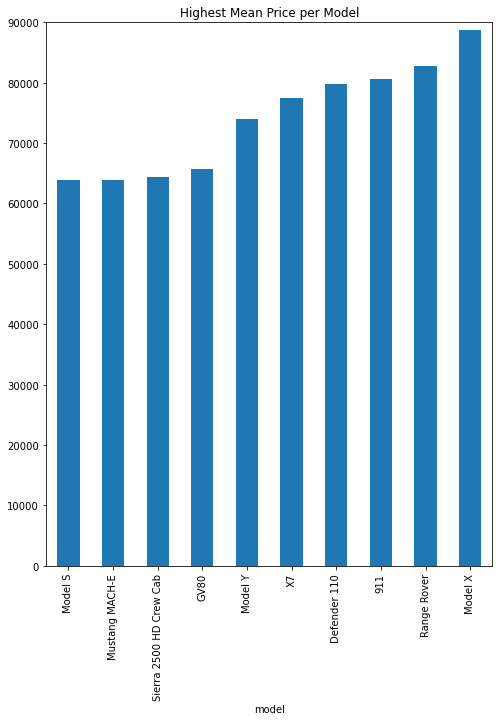 Highest Mean Price per Model
90000
80000
70000
60000
50000
40000
30000
20000
10000
0
Model S
Mustang MACH-E
Sierra 2500 HD Crew Cab
GV80
Model Y
X7
Defender 110
911
Range Rover
Model X
model